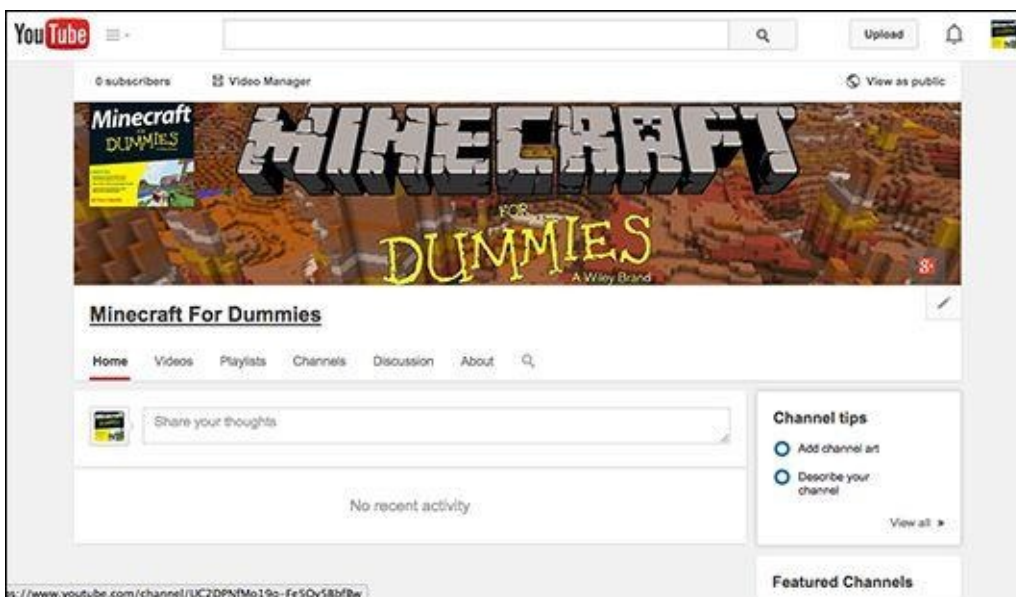 YouTube
Upload
0 subscribers Video Manager View as public
Minecraft
FOR
DUMMIES
MINECRAFT
FOR
DUMMIES
A Wiley Brand
g+
Minecraft For Dummies
Home Videos Playlists Channels Discussion About
Share your thoughts
No recent activity
Channel tips
Add channel art
Describe your
channel
View all »
Featured Channels